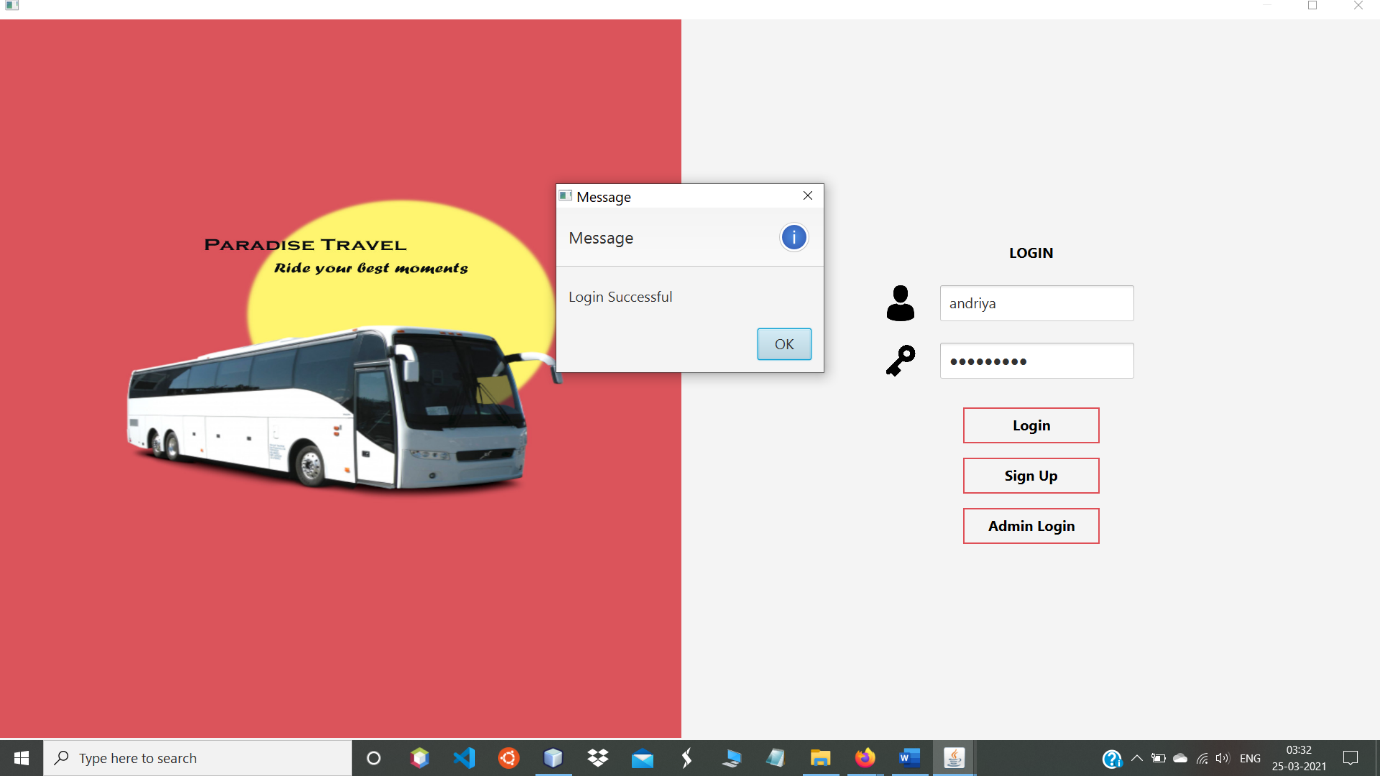 PARADISE TRAVEL
Ride your best moments
Message
Message
i
Login Successful
OK
LOGIN
andriya
●●●●●●●●●
Login
Sign Up
Admin Login
Type here to search
ENG
03:32
25-03-2021